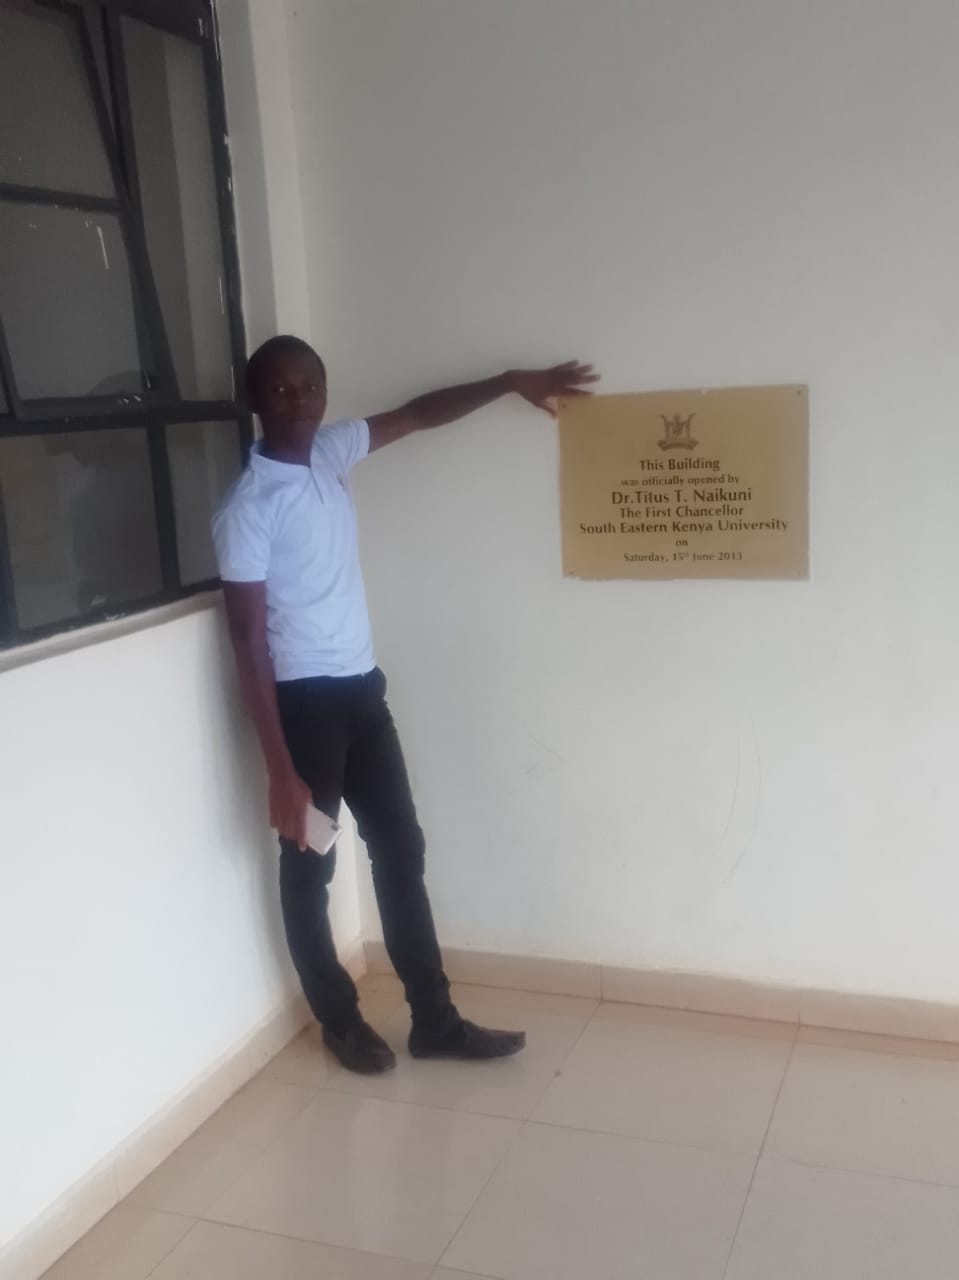 This Building
was officially opened by
Dr.Titus T. Naikuni
The First Chancellor
South Eastern Kenya University
on
Saturday, 15th June 2013